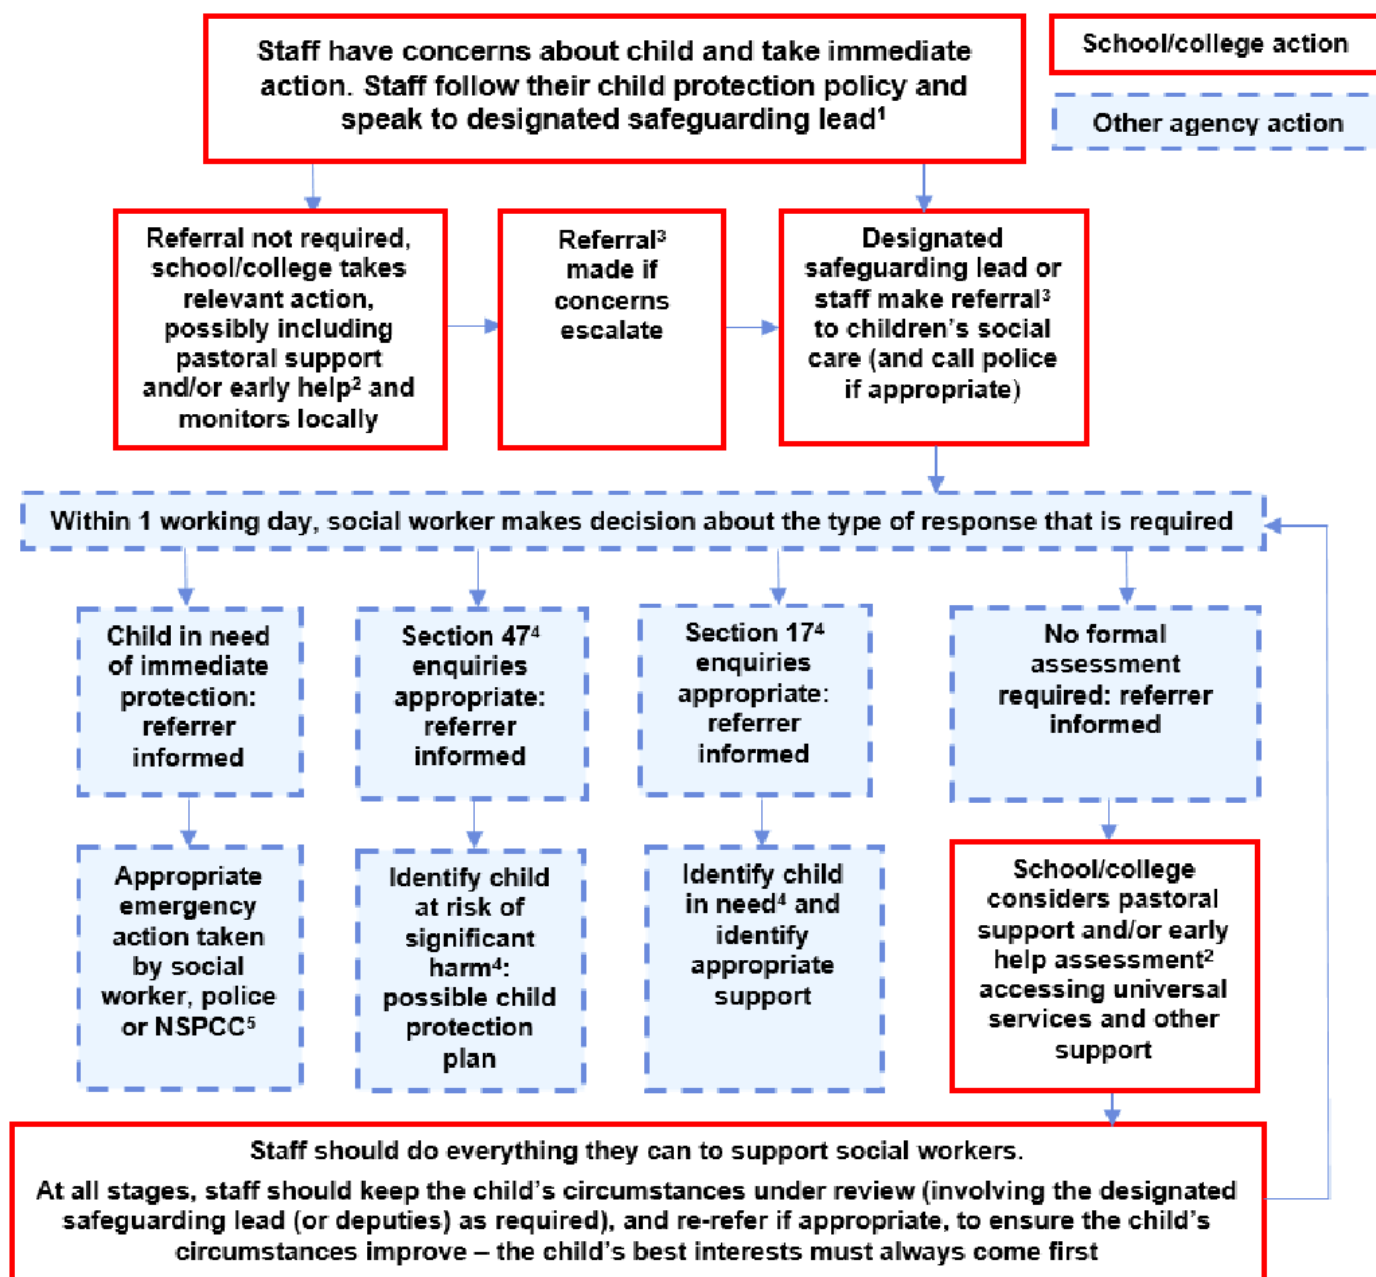 Staff have concerns about child and take immediate
action. Staff follow their child protection policy and
speak to designated safeguarding lead¹
School/college action
Other agency action
Referral not required,
school/college takes
relevant action,
possibly including
pastoral support
and/or early help² and
monitors locally
Referral³
made if
concerns
escalate
Designated
safeguarding lead or
staff make referral³
to children’s social
care (and call police
if appropriate)
Within 1 working day, social worker makes decision about the type of response that is required
Child in need
of immediate
protection:
referrer
informed
Section 47⁴
enquiries
appropriate:
referrer
informed
Section 17⁴
enquiries
appropriate:
referrer
informed
No formal
assessment
required: referrer
informed
Appropriate
emergency
action taken
by social
worker, police
or NSPCC⁵
Identify child
at risk of
significant
harm⁴:
possible child
protection
plan
Identify child
in need⁴ and
identify
appropriate
support
School/college
considers pastoral
support and/or early
help assessment²
accessing universal
services and other
support
Staff should do everything they can to support social workers.
At all stages, staff should keep the child’s circumstances under review (involving the designated
safeguarding lead (or deputies) as required), and re-refer if appropriate, to ensure the child’s
circumstances improve – the child’s best interests must always come first